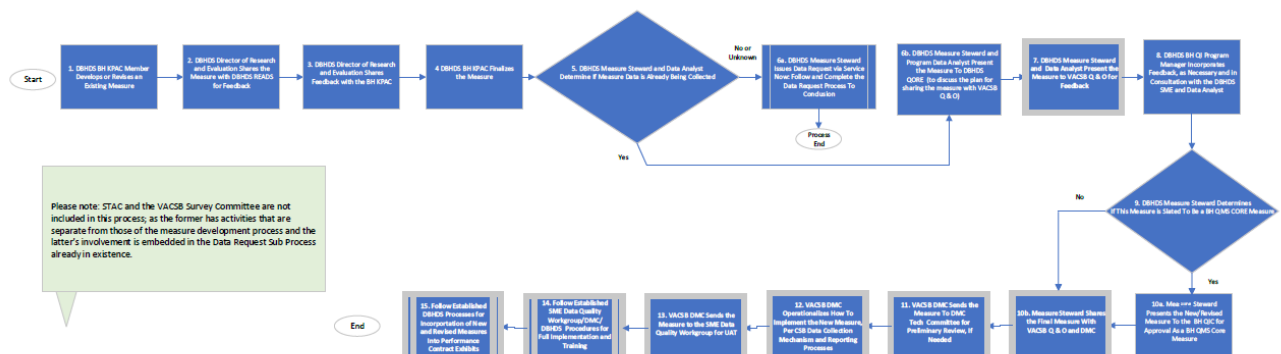 Start
1. DBHDS BH KPAC Member
Develops or Revises an
Existing Measure
2. DBHDS Director of Research
and Evaluation Shares the
Measure with DBHDS READS
for Feedback
3. DBHDS Director of Research
and Evaluation Shares
Feedback with the BH KPAC
4 DBHDS BH KPAC Finalizes
the Measure
5. DBHDS Measure Steward and Data Analyst
Determine if Measure Data is Already Being Collected
No or
Unknown
Yes
6a. DBHDS Measure Steward
Issues Data Request via Service
Now: Follow and Complete the
Data Request Process To
Conclusion
Process
End
6b. DBHDS Measure Steward and
Program Data Analyst Present
the Measure To DBHDS
QORE (to discuss the plan for
sharing the measure with VACSB
Q & O)
7. DBHDS Measure Steward
and Data Analyst Present the
Measure to VACSB Q & O for
Feedback
8. DBHDS BH QI Program
Manager Incorporates
Feedback, as Necessary and in
Consultation with the DBHDS
SME and Data Analyst
9. DBHDS Measure Steward Determines
If This Measure is Slated To Be a BH QMS CORE Measure
No
Yes
10a. Measure Steward
Presents the New/Revised
Measure To the BH QIC for
Approval As a BH QMS Core
Measure
10b. Measure Steward Shares
the Final Measure With
VACSB Q & O and DMC
11. VACSB DMC Sends the
Measure To DMC
Tech Committee for
Preliminary Review, If
Needed
12. VACSB DMC
Operationalizes How To
Implement the New Measure,
Per CSB Data Collection
Mechanism and Reporting
Processes
13. VACSB DMC Sends the
Measure to the SME Data
Quality Workgroup for UAT
14. Follow Established
SME Data Quality
Workgroup/DMC/
DBHDS Procedures for
Full Implementation and
Training
15. Follow Established
DBHDS Processes for
Incorportation of New
and Revised Measures
Into Performance
Contract Exhibits
End
Please note: STAC and the VACSB Survey Committee are not
included in this process; as the former has activities that are
separate from those of the measure development process and the
latter's involvement is embedded in the Data Request Sub Process
already in existence.